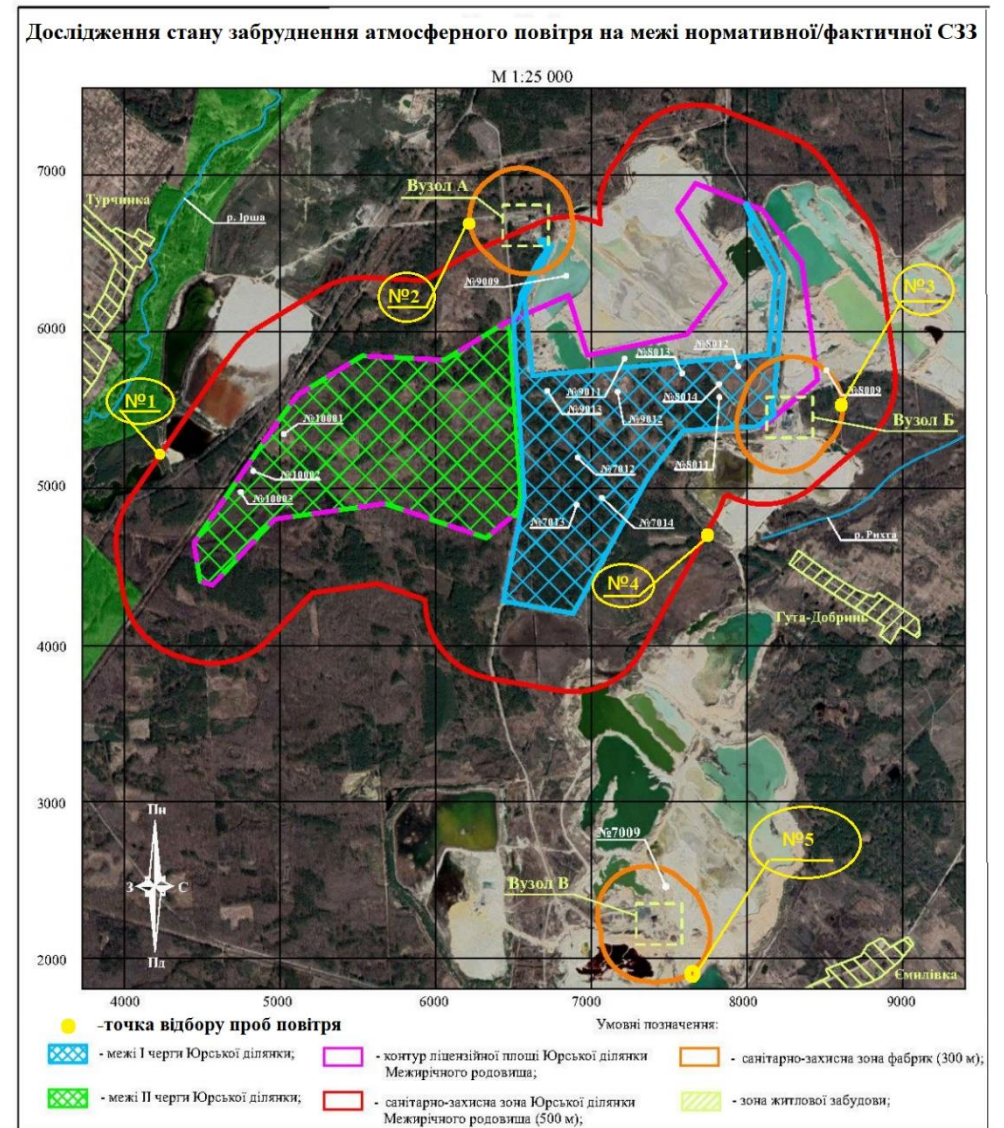 Дослідження стану забруднення атмосферного повітря на межі нормативної/фактичної СЗЗ
М 1:25 000
7000
6000
5000
4000
3000
2000
Турчинка
р. Ірша
Вузол А
№2
№9009
№3
№8012
№8013
№8009
№1
№9011
№8014
№9013
№9012
Вузол Б
№10001
№8011
№10002
№7012
№10003
№7013
№7014
р. Рихта
№4
Гута-Добринь
Пн
З
С
Пд
№7009
№5
Вузол В
Ємилівка
4000
5000
6000
7000
8000
9000
-точка відбору проб повітря
Умовні позначення:
- межі І черги Юрської ділянки;
- контур ліцензійної площі Юрської ділянки
Межирічного родовища;
- санітарно-захисна зона фабрик (300 м);
- межі ІІ черги Юрської ділянки;
- санітарно-захисна зона Юрської ділянки
Межирічного родовища (500 м);
- зона житлової забудови;